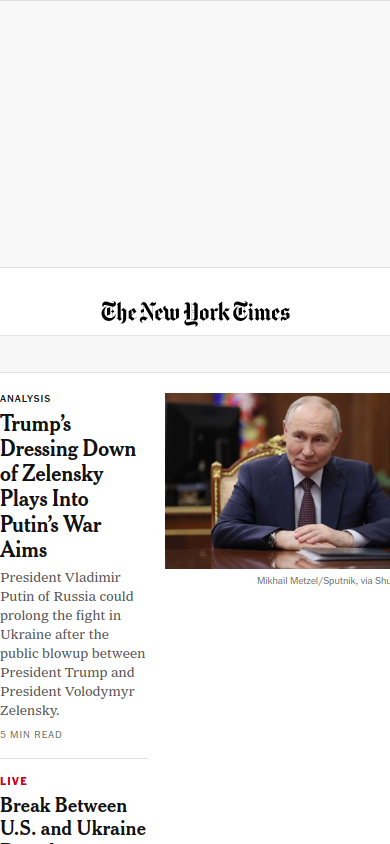 The New York Times
ANALYSIS
Trump's
Dressing Down
of Zelensky
Plays Into
Putin's War
Aims
President Vladimir
Putin of Russia could
prolong the fight in
Ukraine after the
public blowup between
President Trump and
President Volodymyr
Zelensky.
5 MIN READ
Mikhail Metzel/Sputnik, via
LIVE
Break Between
U.S. and Ukraine